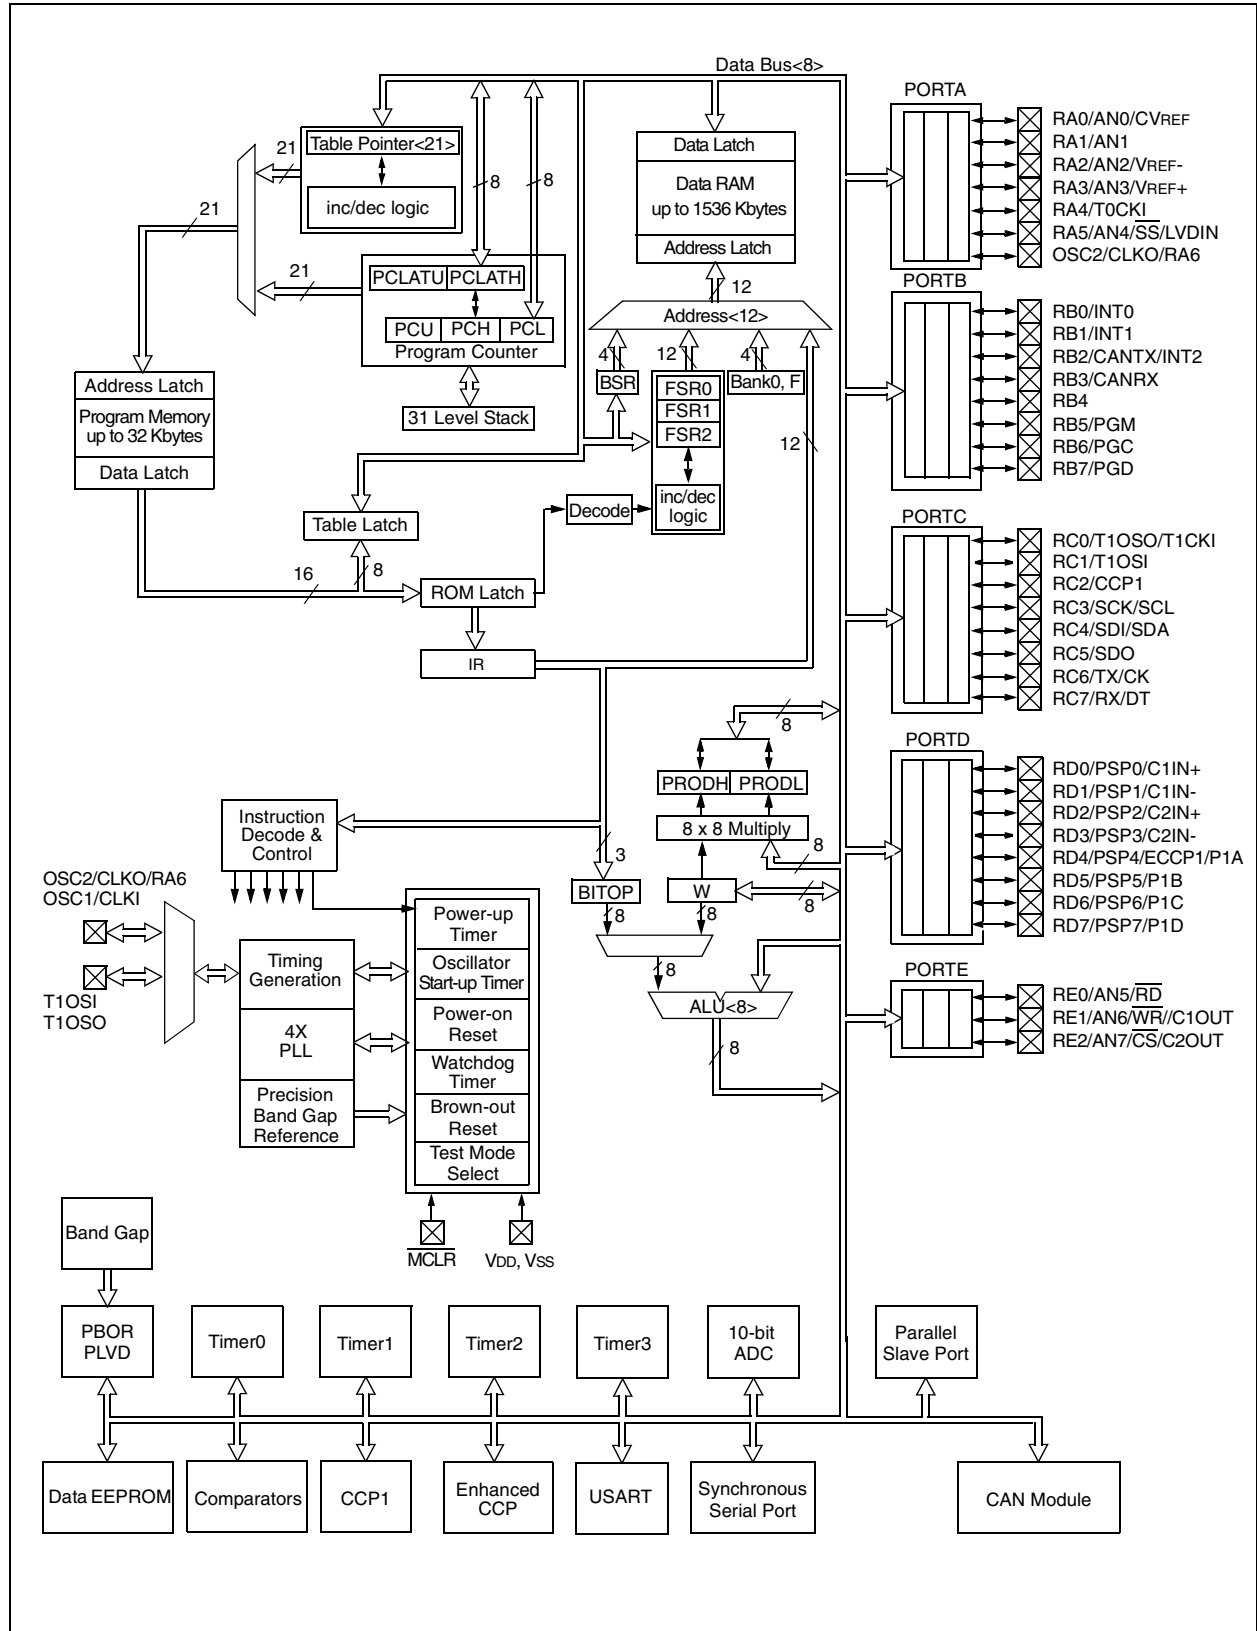 Data Bus<8>
PORTA
RA0/AN0/CVREF
RA1/AN1
RA2/AN2/VREF-
RA3/AN3/VREF+
RA4/T0CKI
RA5/AN4/SS/LVDIN
OSC2/CLKO/RA6
Table Pointer<21>
inc/dec logic
21
21
21
8
8
Data Latch
Data RAM
up to 1536 Kbytes
Address Latch
12
Address<12>
PCLATU PCLATH
PCU PCH PCL
Program Counter
31 Level Stack
4
12
4
BSR
FSR0
FSR1
FSR2
inc/dec
logic
Bank0, F
12
PORTB
RB0/INT0
RB1/INT1
RB2/CANTX/INT2
RB3/CANRX
RB4
RB5/PGM
RB6/PGC
RB7/PGD
Address Latch
Program Memory
up to 32 Kbytes
Data Latch
Table Latch
Decode
16
8
ROM Latch
IR
PORTC
RC0/T1OSO/T1CKI
RC1/T1OSI
RC2/CCP1
RC3/SCK/SCL
RC4/SDI/SDA
RC5/SDO
RC6/TX/CK
RC7/RX/DT
8
PRODH PRODL
8 x 8 Multiply
8
W
8
8
3
BITOP
8
8
ALU<8>
8
PORTD
RD0/PSP0/C1IN+
RD1/PSP1/C1IN-
RD2/PSP2/C2IN+
RD3/PSP3/C2IN-
RD4/PSP4/ECCP1/P1A
RD5/PSP5/P1B
RD6/PSP6/P1C
RD7/PSP7/P1D
PORTE
RE0/AN5/RD
RE1/AN6/WR//C1OUT
RE2/AN7/CS/C2OUT
Instruction
Decode &
Control
OSC2/CLKO/RA6
OSC1/CLKI
T1OSI
T1OSO
Timing
Generation
4X
PLL
Precision
Band Gap
Reference
Power-up
Timer
Oscillator
Start-up Timer
Power-on
Reset
Watchdog
Timer
Brown-out
Reset
Test Mode
Select
MCLR
VDD, VSS
Band Gap
PBOR
PLVD
Timer0
Timer1
Timer2
Timer3
10-bit
ADC
Parallel
Slave Port
Data EEPROM
Comparators
CCP1
Enhanced
CCP
USART
Synchronous
Serial Port
CAN Module